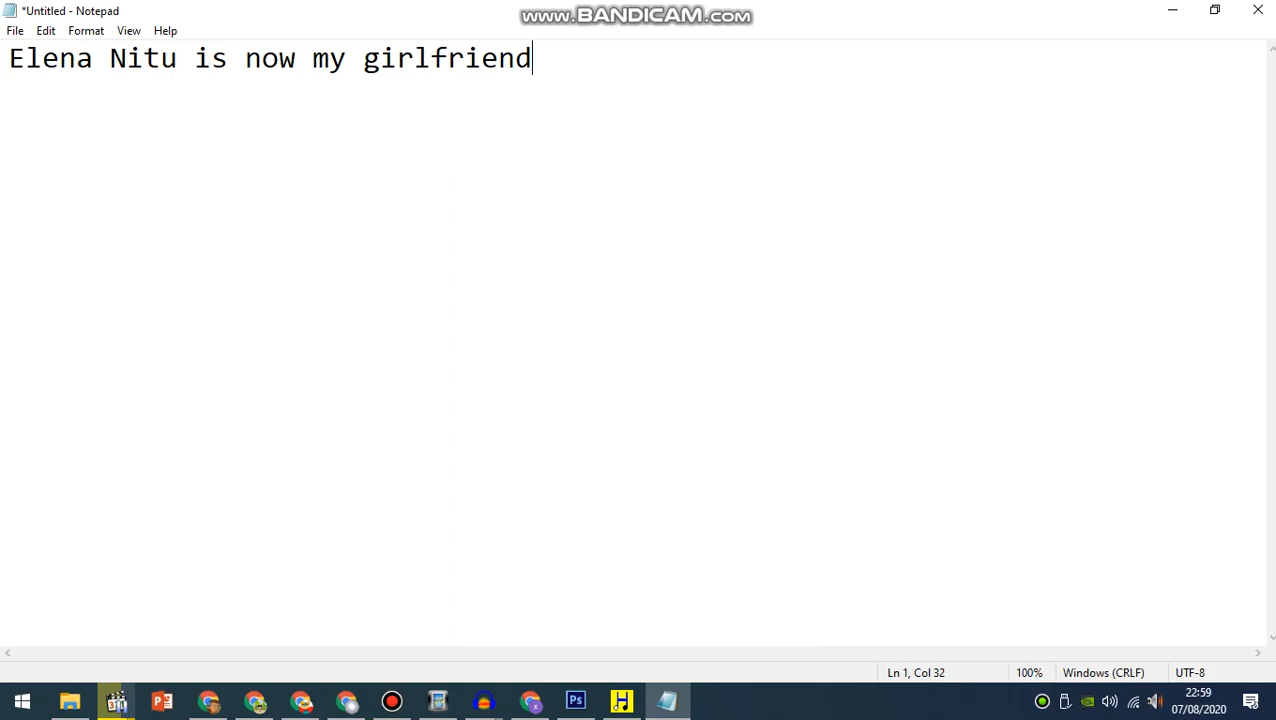 *Untitled - Notepad
www.BANDICAM.com
File Edit Format View Help
Elena Nitu is now my girlfriend
Ln 1, Col 32 100% Windows (CRLF) UTF-8
22:59
07/08/2020